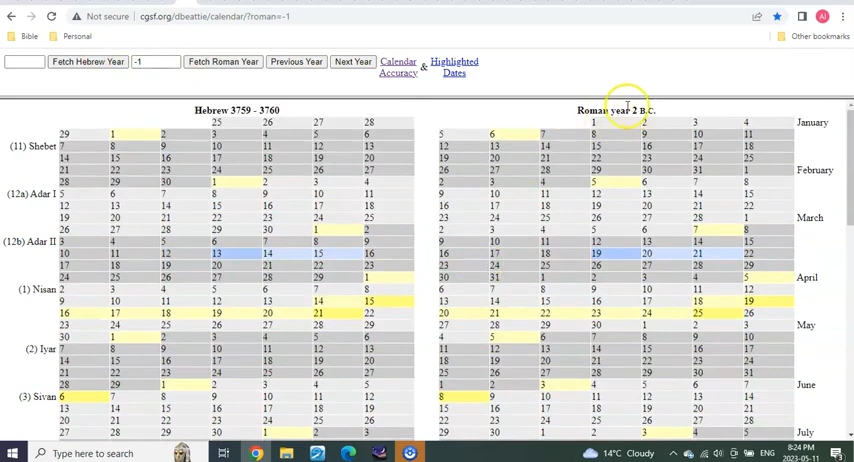 Not secure | cgsf.org/dbeattie/calendar/?roman=-1
Al
Bible Personal Other bookmarks
Fetch Hebrew Year -1 Fetch Roman Year Previous Year Next Year Calendar Accuracy & Highlighted Dates
Hebrew 3759 - 3760 Roman year 2 B.C.
25 26 27 28 1 2 3 4 January
29 1 2 3 4 5 6 5 6 7 8 9 10 11
(11) Shebet 7 8 9 10 11 12 13 12 13 14 15 16 17 18
14 15 16 17 18 19 20 19 20 21 22 23 24 25
21 22 23 24 25 26 27 26 27 28 29 30 31 1 February
28 29 30 1 2 3 4 2 3 4 5 6 7 8
(12a) Adar I 5 6 7 8 9 10 11 9 10 11 12 13 14 15
12 13 14 15 16 17 18 16 17 18 19 20 21 22
19 20 21 22 23 24 25 23 24 25 26 27 28 1 March
26 27 28 29 30 1 2 2 3 4 5 6 7 8
(12b) Adar II 3 4 5 6 7 8 9 9 10 11 12 13 14 15
10 11 12 13 14 15 16 16 17 18 19 20 21 22
17 18 19 20 21 22 23 23 24 25 26 27 28 29
24 25 26 27 28 29 1 30 31 1 2 3 4 5 April
(1) Nisan 2 3 4 5 6 7 8 6 7 8 9 10 11 12
9 10 11 12 13 14 15 13 14 15 16 17 18 19
16 17 18 19 20 21 22 20 21 22 23 24 25 26
23 24 25 26 27 28 29 27 28 29 30 1 2 3 May
30 1 2 3 4 5 6 4 5 6 7 8 9 10
(2) Iyar 7 8 9 10 11 12 13 11 12 13 14 15 16 17
14 15 16 17 18 19 20 18 19 20 21 22 23 24
21 22 23 24 25 26 27 25 26 27 28 29 30 31
28 29 1 2 3 4 5 1 2 3 4 5 6 7 June
(3) Sivan 6 7 8 9 10 11 12 8 9 10 11 12 13 14
13 14 15 16 17 18 19 15 16 17 18 19 20 21
20 21 22 23 24 25 26 22 23 24 25 26 27 28
27 28 29 30 1 2 3 29 30 1 2 3 4 5 July
Type here to search 14°C Cloudy ENG 8:24 PM
2023-05-11